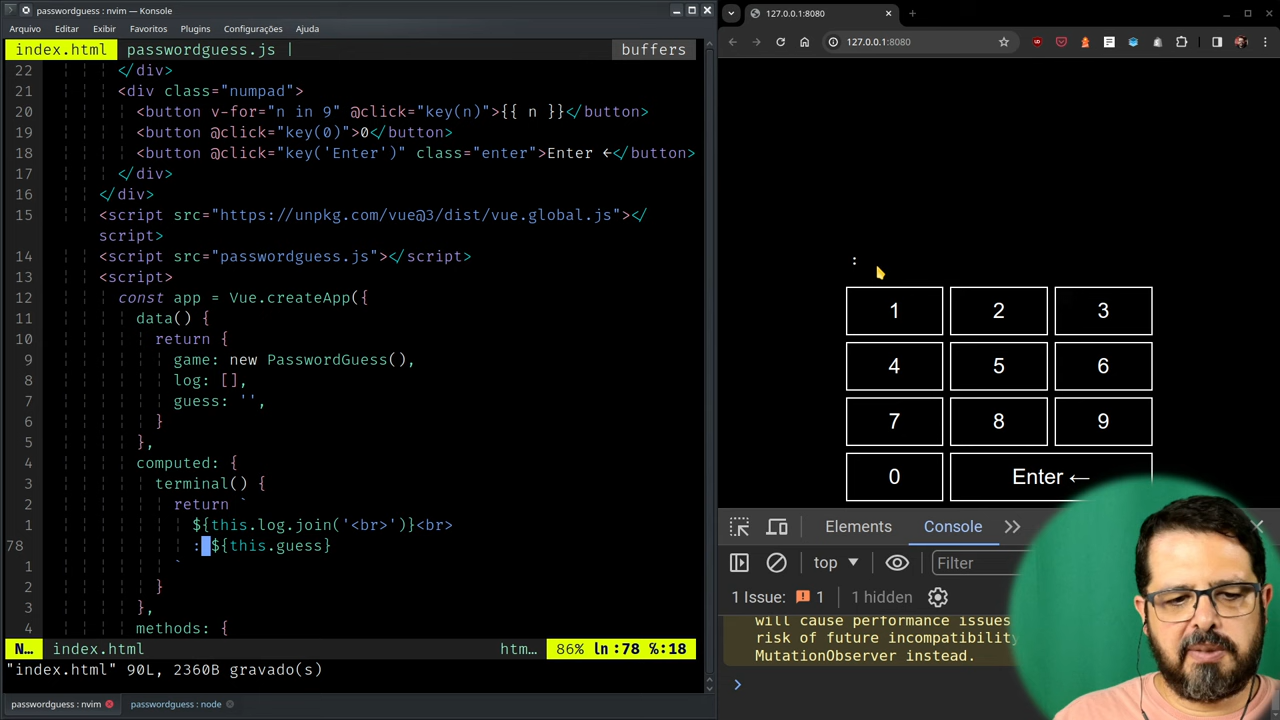 passwordguess : nvim — Konsole
Arquivo Editar Exibir Favoritos Plugins Configurações Ajuda
index.html passwordguess.js | buffers
22 </div>
21 <div class="numpad">
20 <button v-for="n in 9" @click="key(n)">{{ n }}</button>
19 <button @click="key(0)">0</button>
18 <button @click="key('Enter')" class="enter">Enter ←</button>
17 </div>
16 </div>
15 <script src="https://unpkg.com/vue@3/dist/vue.global.js"></
script>
14 <script src="passwordguess.js"></script>
13 <script>
12 const app = Vue.createApp({
11 data() {
10 return {
9 game: new PasswordGuess(),
8 log: [],
7 guess: '',
6 }
5 },
4 computed: {
3 terminal() {
2 return `
1 ${this.log.join('<br>')}<br>
78 : ${this.guess}
1 `
2 }
3 },
4 methods: {
N... index.html htm... 86% ln:78 %:18
"index.html" 90L, 2360B gravado(s)
passwordguess : nvim passwordguess : node
127.0.0.1:8080
127.0.0.1:8080
:
1 2 3
4 5 6
7 8 9
0 Enter ←
Elements Console
top Filter
1 Issue: 1 1 hidden
will cause performance issues
risk of future incompatibility
MutationObserver instead.